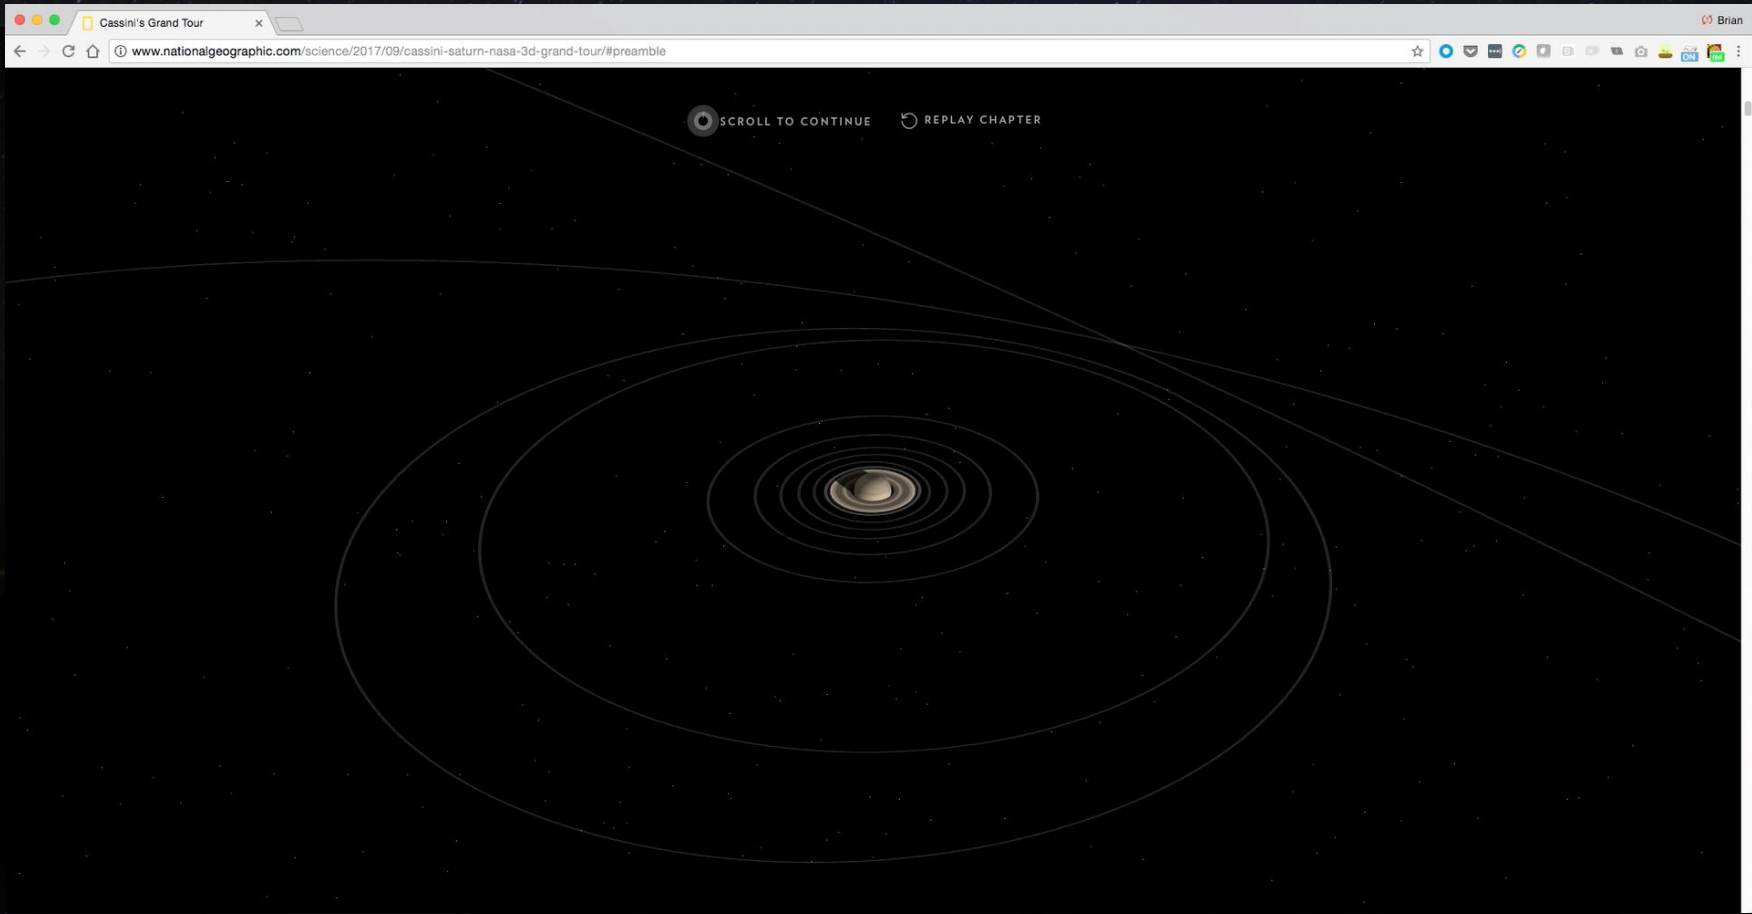 Cassini's Grand Tour
Brian
www.nationalgeographic.com/science/2017/09/cassini-saturn-nasa-3d-grand-tour/#preamble
ON
SCROLL TO CONTINUE
REPLAY CHAPTER